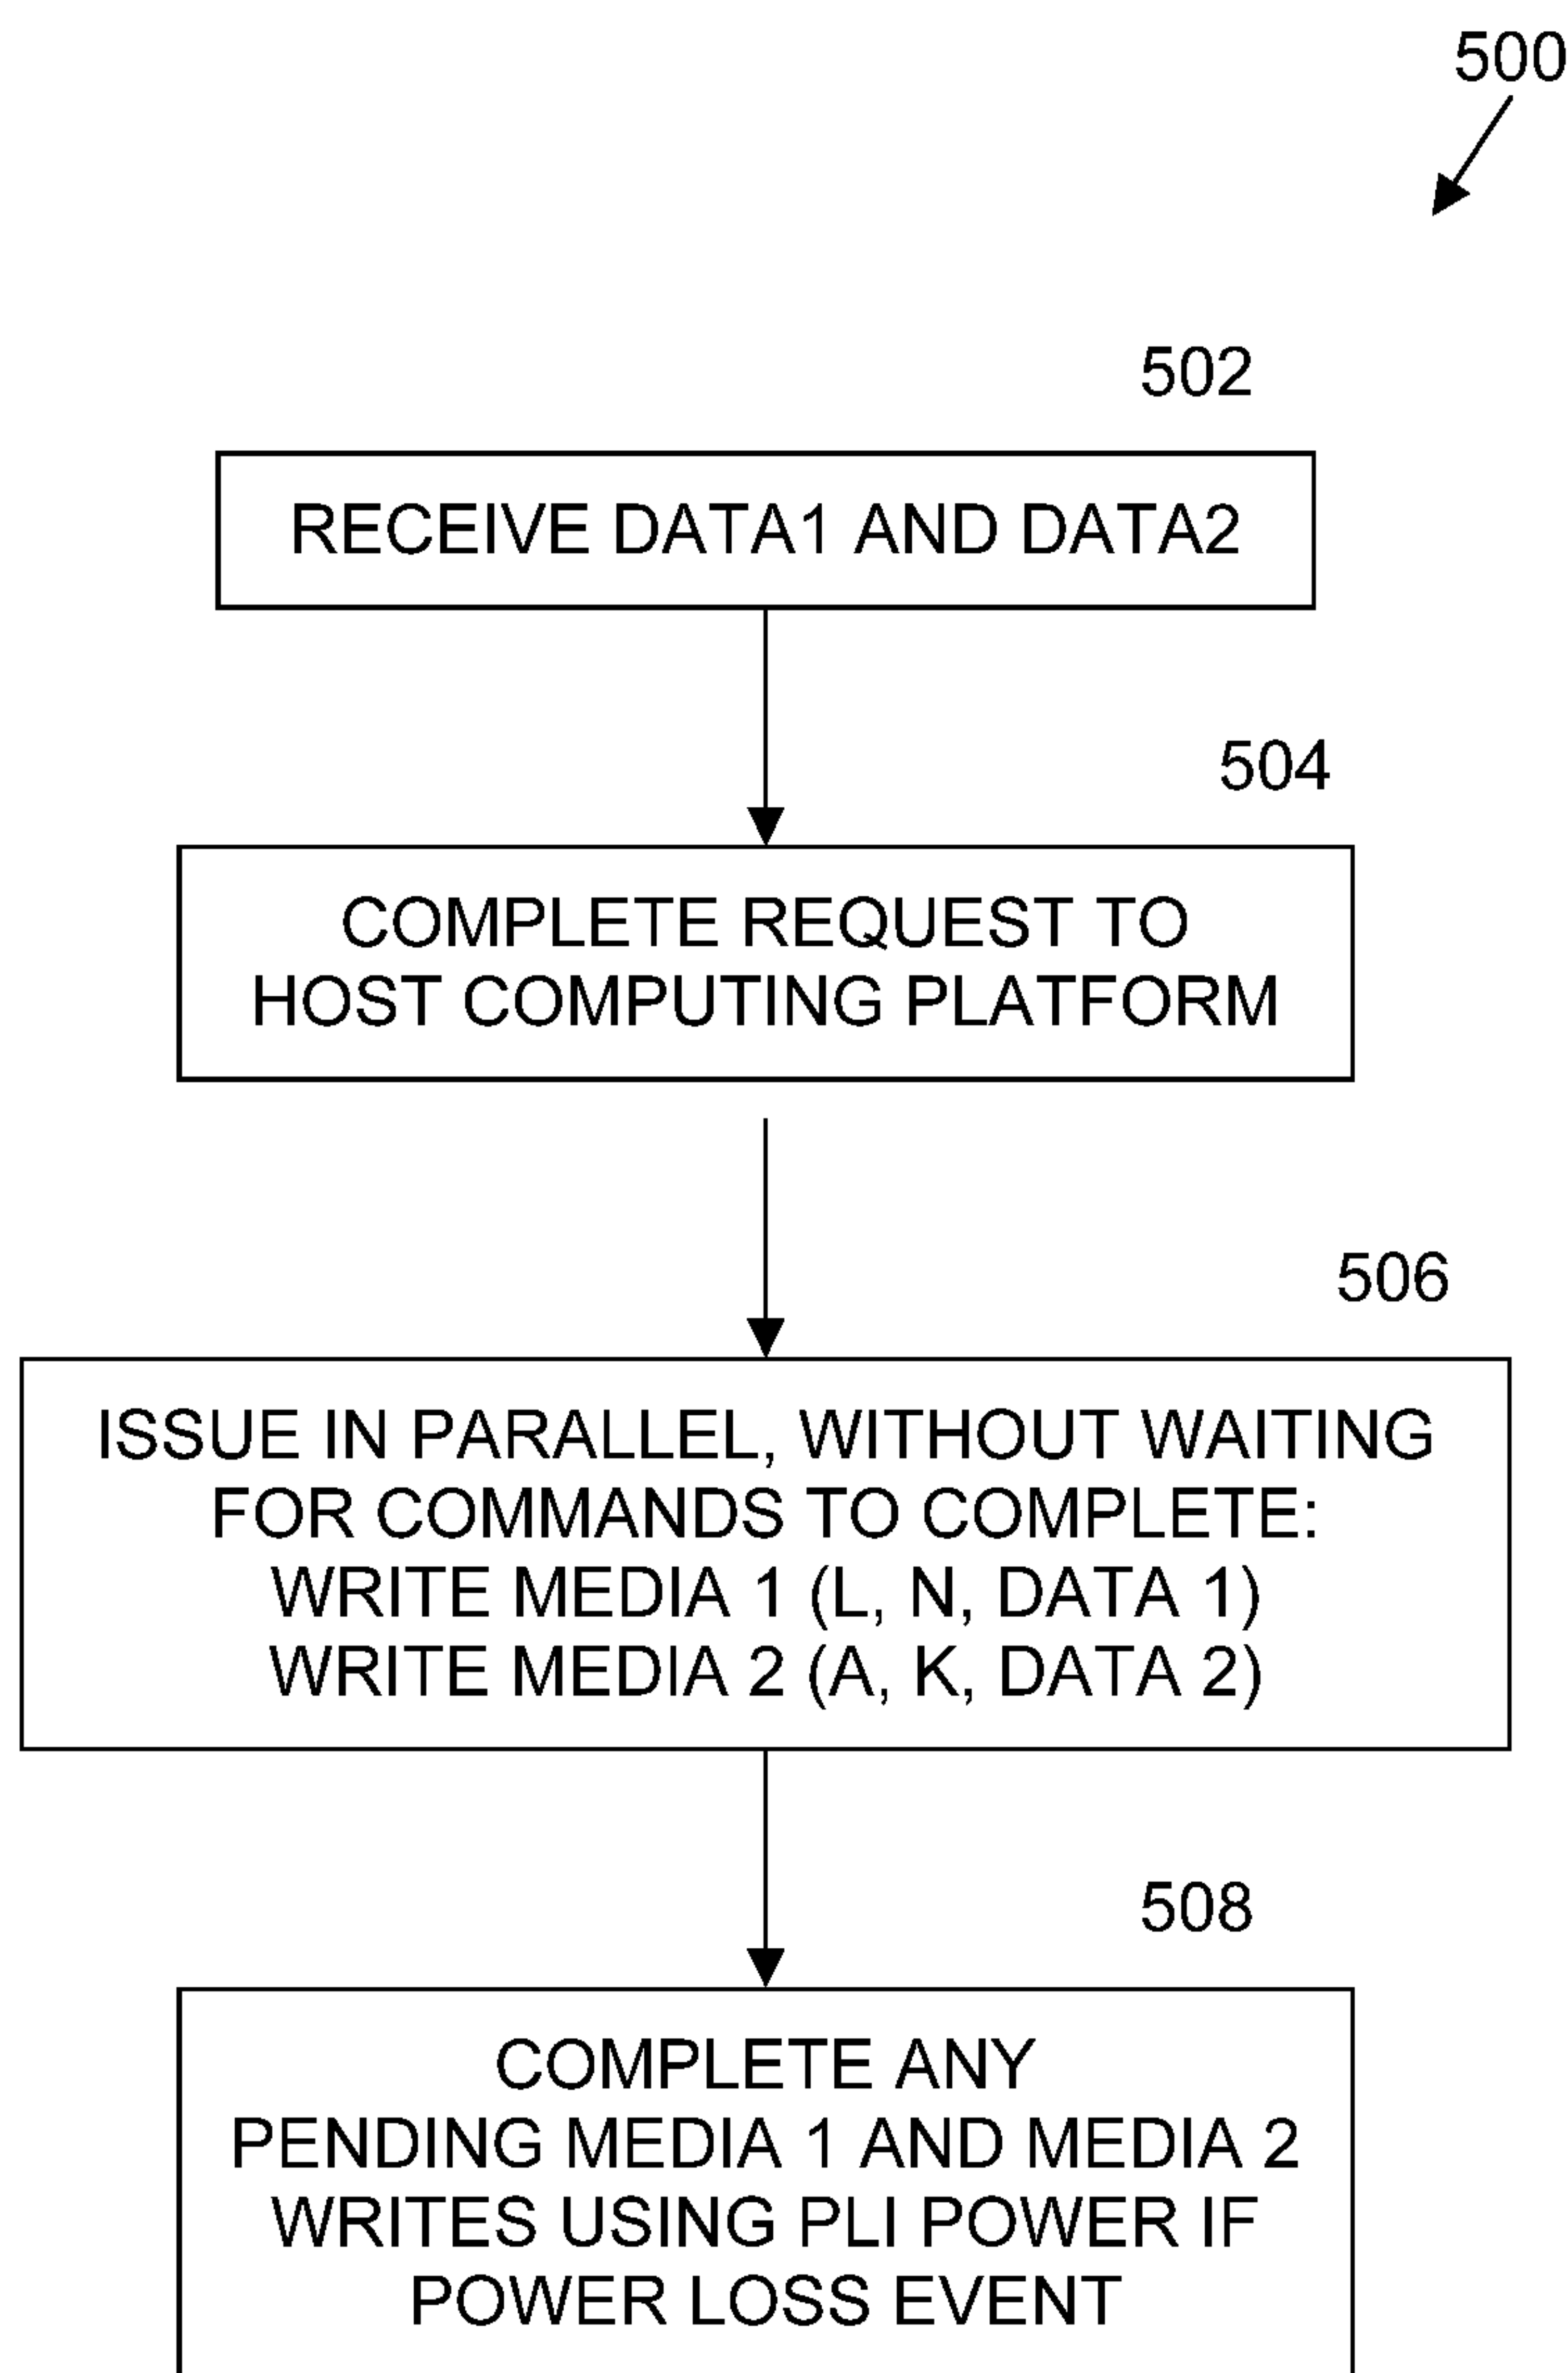 500
502
RECEIVE DATA1 AND DATA2
504
COMPLETE REQUEST TO
HOST COMPUTING PLATFORM
506
ISSUE IN PARALLEL, WITHOUT WAITING
FOR COMMANDS TO COMPLETE:
WRITE MEDIA 1 (L, N, DATA 1)
WRITE MEDIA 2 (A, K, DATA 2)
508
COMPLETE ANY
PENDING MEDIA 1 AND MEDIA 2
WRITES USING PLI POWER IF
POWER LOSS EVENT